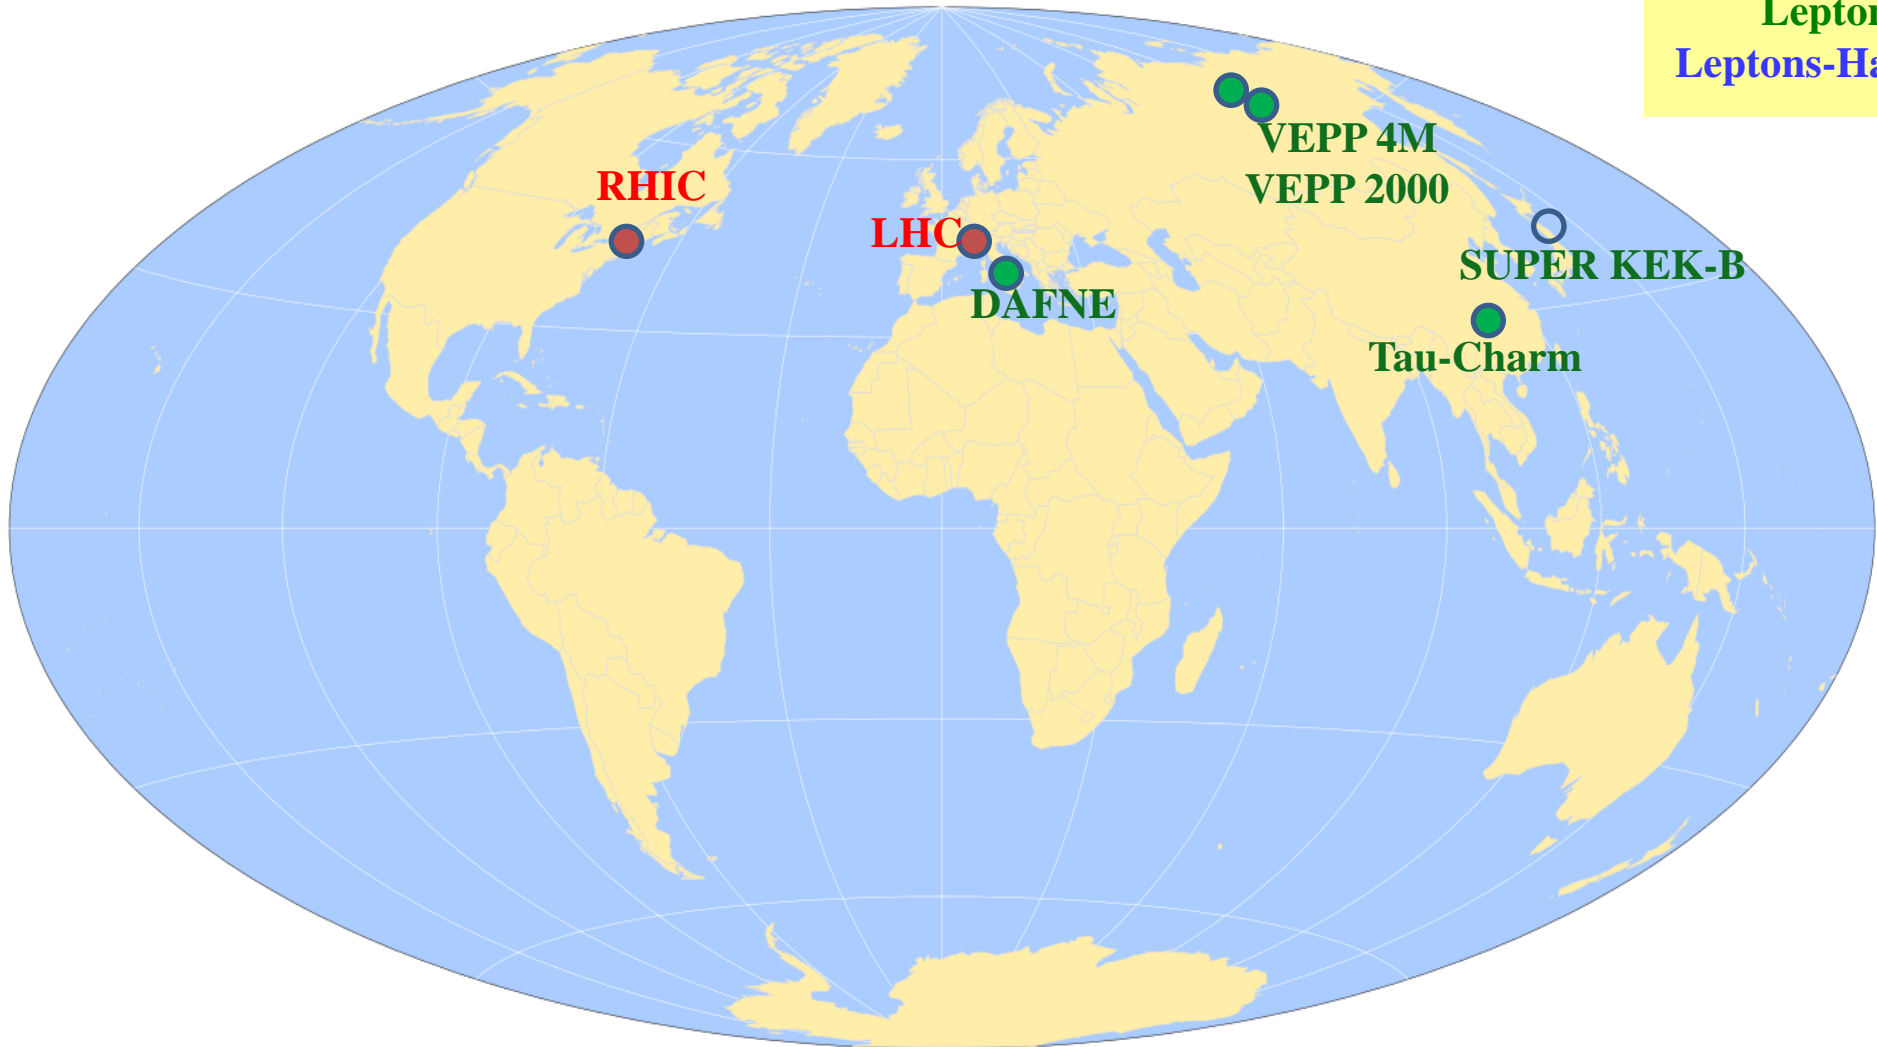 Lepton
Leptons-Ha
VEPP 4M
VEPP 2000
RHIC
LHC
SUPER KEK-B
DAFNE
Tau-Charm